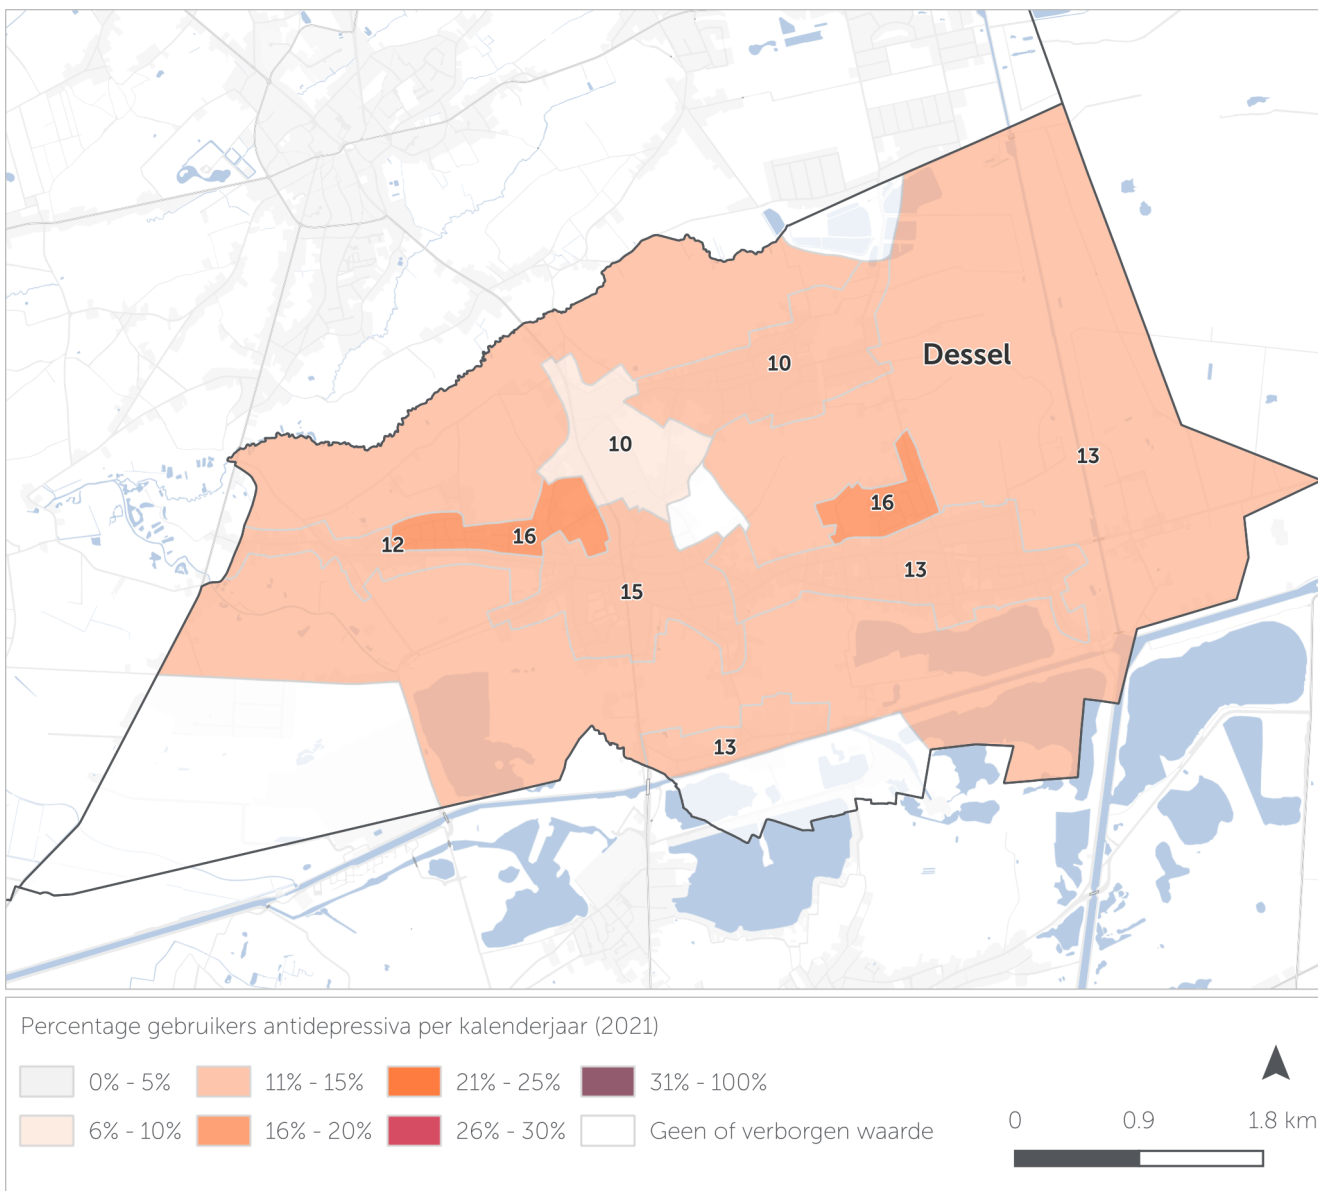 10
Dessel
10
13
16
16
12
13
15
13
Percentage gebruikers antidepressiva per kalenderjaar (2021)
0% - 5%
11% - 15%
21% - 25%
31% - 100%
6% - 10%
16% - 20%
26% - 30%
Geen of verborgen waarde
0 0.9 1.8 km